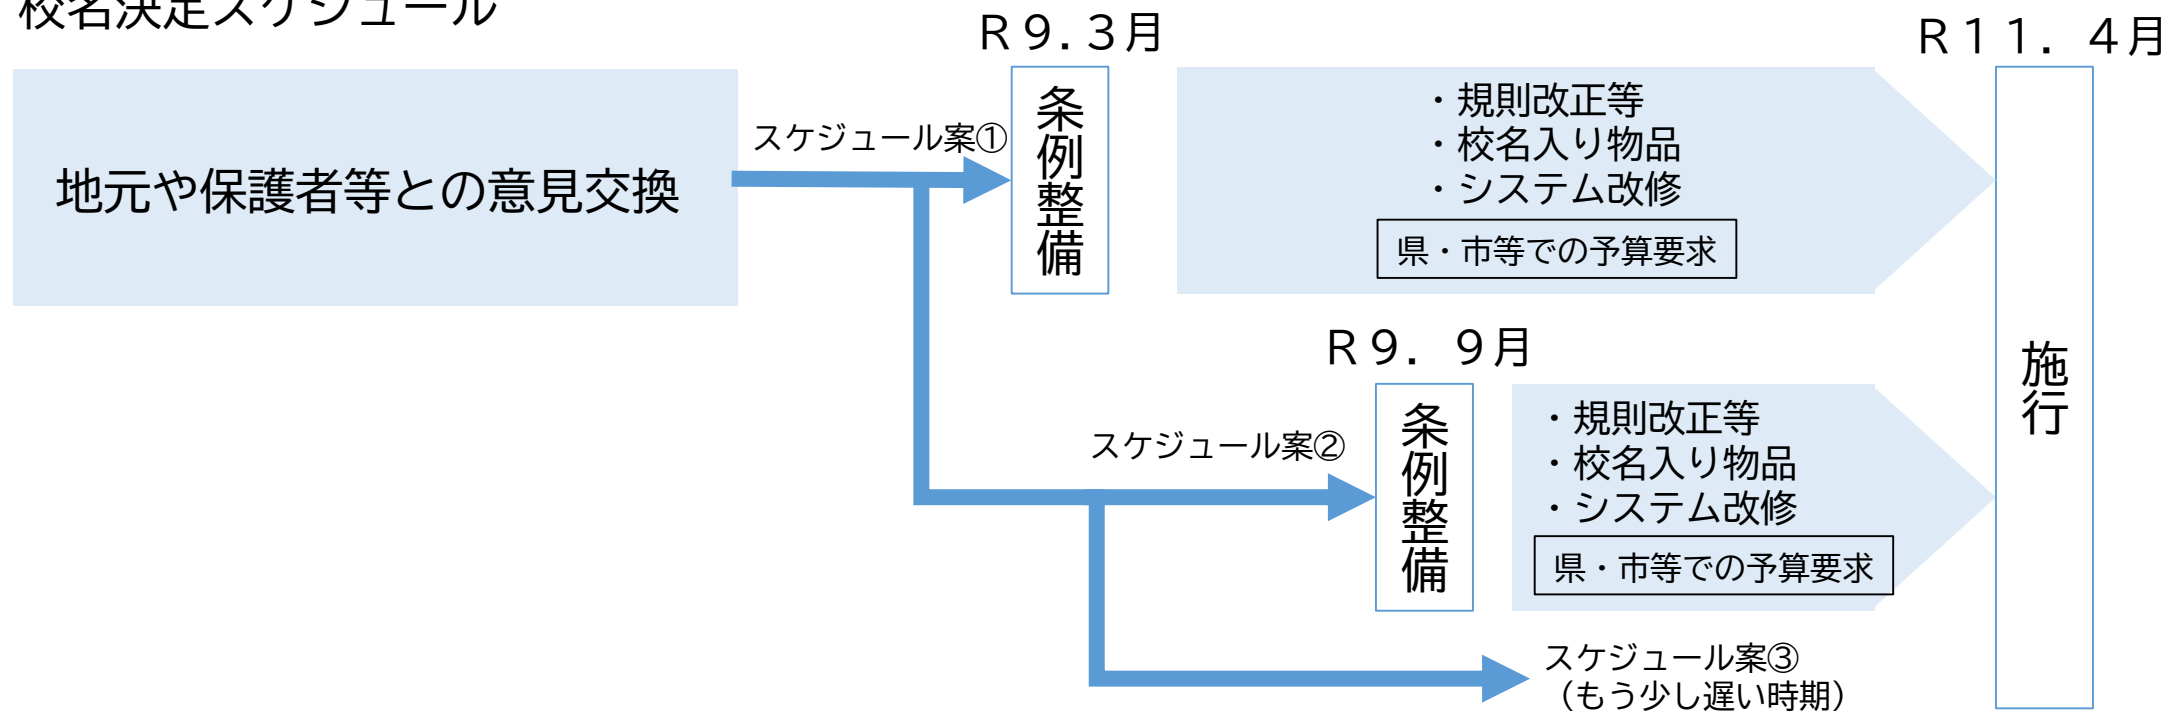 校名決定スケジュール
R9.3月
R11.4月
地元や保護者等との意見交換
スケジュール案①
条例整備
・規則改正等
・校名入り物品
・システム改修
県・市等での予算要求
R9.9月
スケジュール案②
条例整備
・規則改正等
・校名入り物品
・システム改修
県・市等での予算要求
施行
スケジュール案③
（もう少し遅い時期）